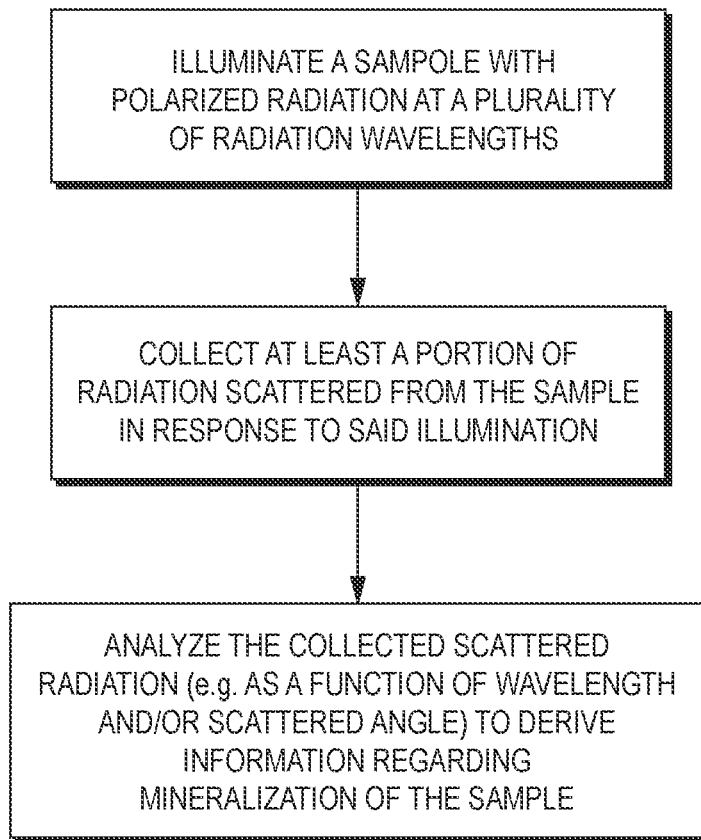 ILLUMINATE A SAMPOLE WITH
POLARIZED RADIATION AT A PLURALITY
OF RADIATION WAVELENGTHS
COLLECT AT LEAST A PORTION OF
RADIATION SCATTERED FROM THE SAMPLE
IN RESPONSE TO SAID ILLUMINATION
ANALYZE THE COLLECTED SCATTERED
RADIATION (e.g. AS A FUNCTION OF WAVELENGTH
AND/OR SCATTERED ANGLE) TO DERIVE
INFORMATION REGARDING
MINERALIZATION OF THE SAMPLE